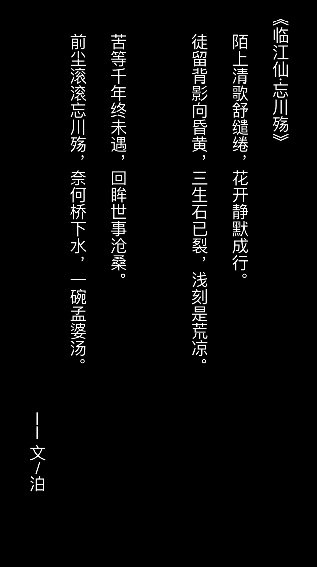 《临江仙·忘川殇》
陌上清歌舒缱绻，花开静默成行。
徒留背影向昏黄，三生石已裂，浅刻是荒凉。
苦等千年终未遇，回眸世事沧桑。
前尘滚滚忘川殇，奈何桥下水，一碗孟婆汤。
——文/泊